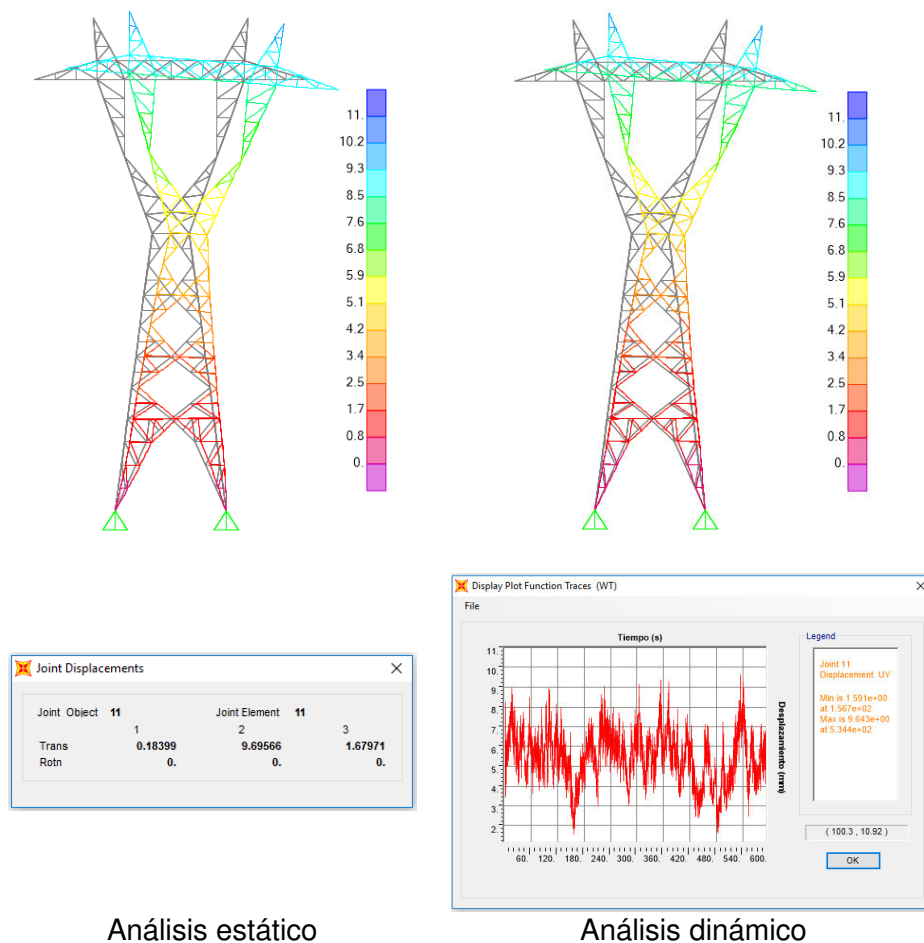 11.
10.2
9.3
8.5
7.6
6.8
5.9
5.1
4.2
3.4
2.5
1.7
0.8
0.
11.
10.2
9.3
8.5
7.6
6.8
5.9
5.1
4.2
3.4
2.5
1.7
0.8
0.
Joint Displacements
Joint Object 11 Joint Element 11
1 2 3
Trans 0.18399 9.69566 1.67971
Rotn 0. 0. 0.
Display Plot Function Traces (WT)
File
Tiempo (s)
11.
10.
9.
8.
7.
6.
5.
4.
3.
2.
60. 120. 180. 240. 300. 360. 420. 480. 540. 600.
Desplazamiento (mm)
Legend
Joint 11
Displacement UY
Min is 1.591e+00
at 1.567e+02
Max is 9.643e+00
at 5.344e+02
( 100.3 , 10.92 )
OK
Análisis estático
Análisis dinámico